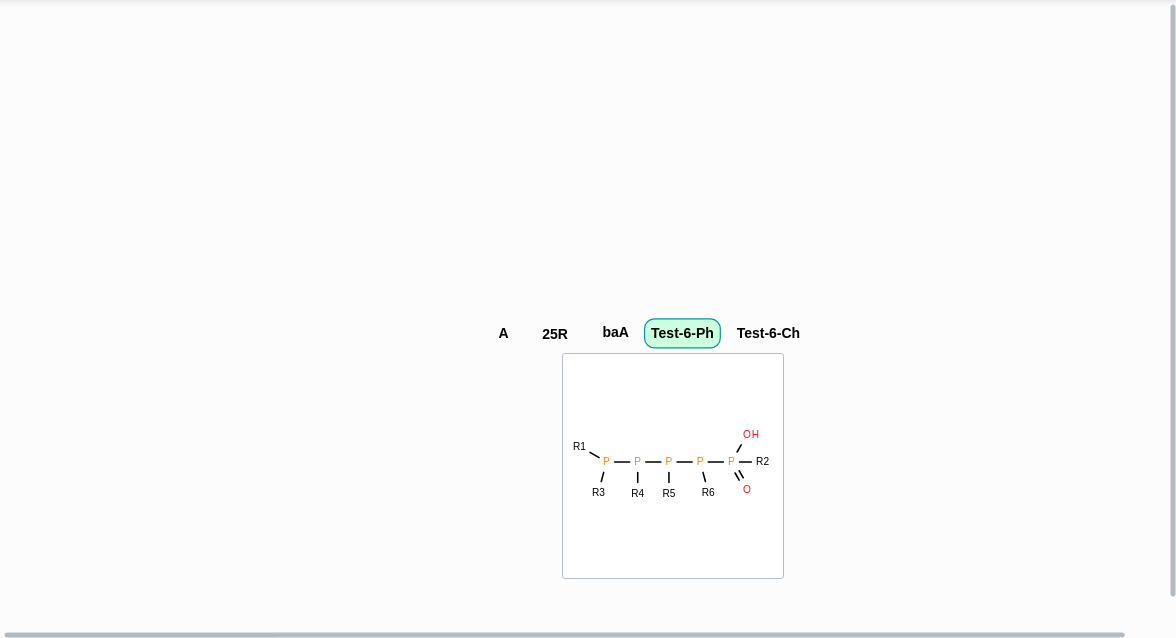 A 25R baA Test-6-Ph Test-6-Ch
OH
R1
P P P P P R2
R3 R4 R5 R6 O